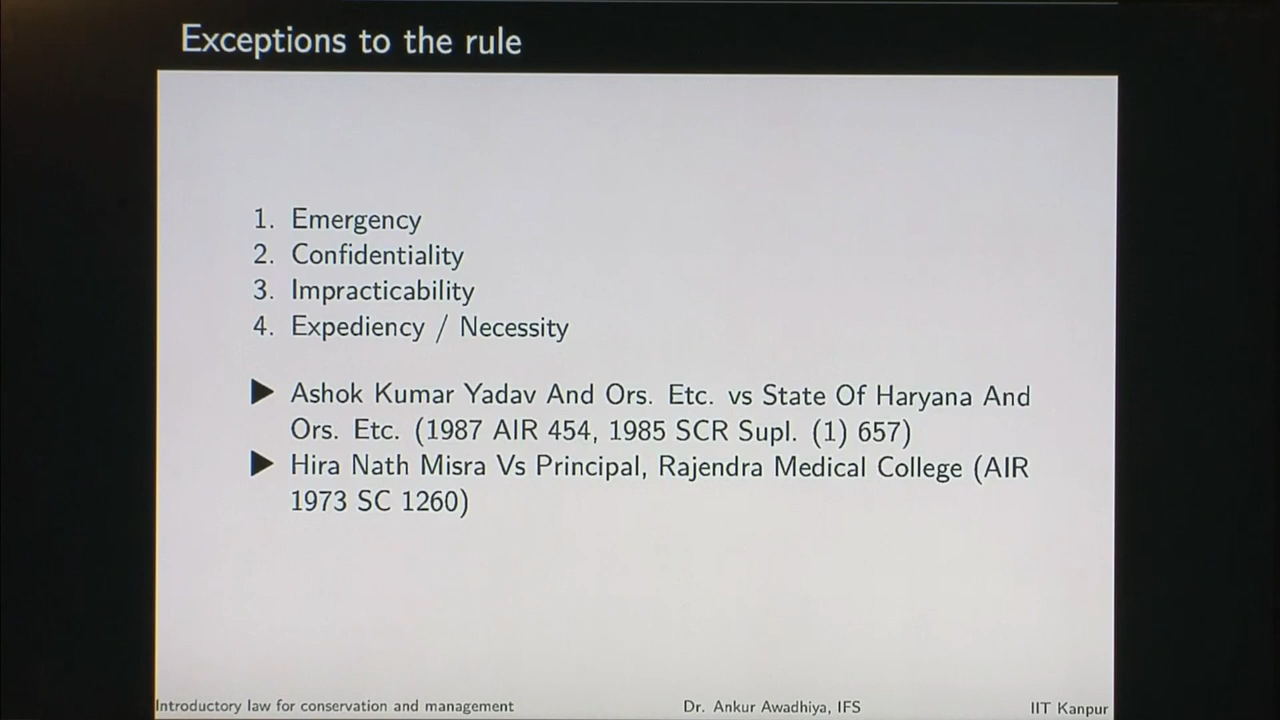 Exceptions to the rule
1. Emergency
2. Confidentiality
3. Impracticability
4. Expediency / Necessity
▶ Ashok Kumar Yadav And Ors. Etc. vs State Of Haryana And
Ors. Etc. (1987 AIR 454, 1985 SCR Supl. (1) 657)
▶ Hira Nath Misra Vs Principal, Rajendra Medical College (AIR
1973 SC 1260)
Introductory law for conservation and management Dr. Ankur Awadhiya, IFS IIT Kanpur